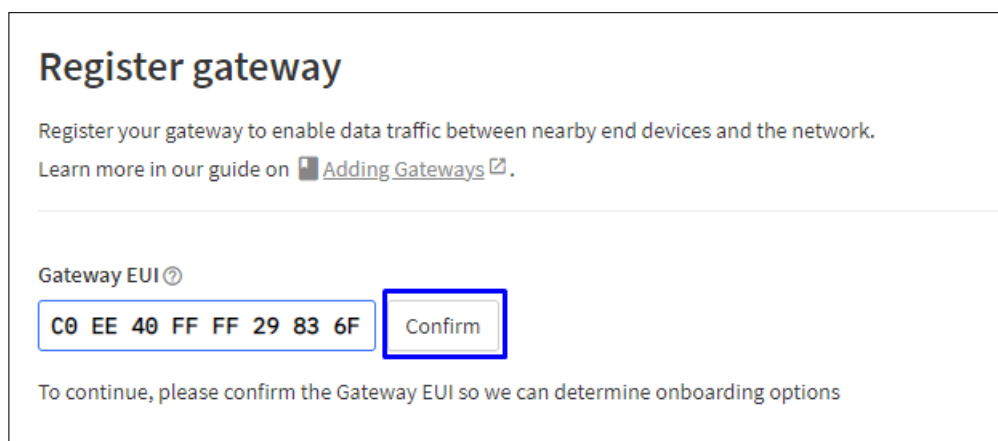 Register gateway
Register your gateway to enable data traffic between nearby end devices and the network.
Learn more in our guide on Adding Gateways.
Gateway EUI
C0 EE 40 FF FF 29 83 6F Confirm
To continue, please confirm the Gateway EUI so we can determine onboarding options